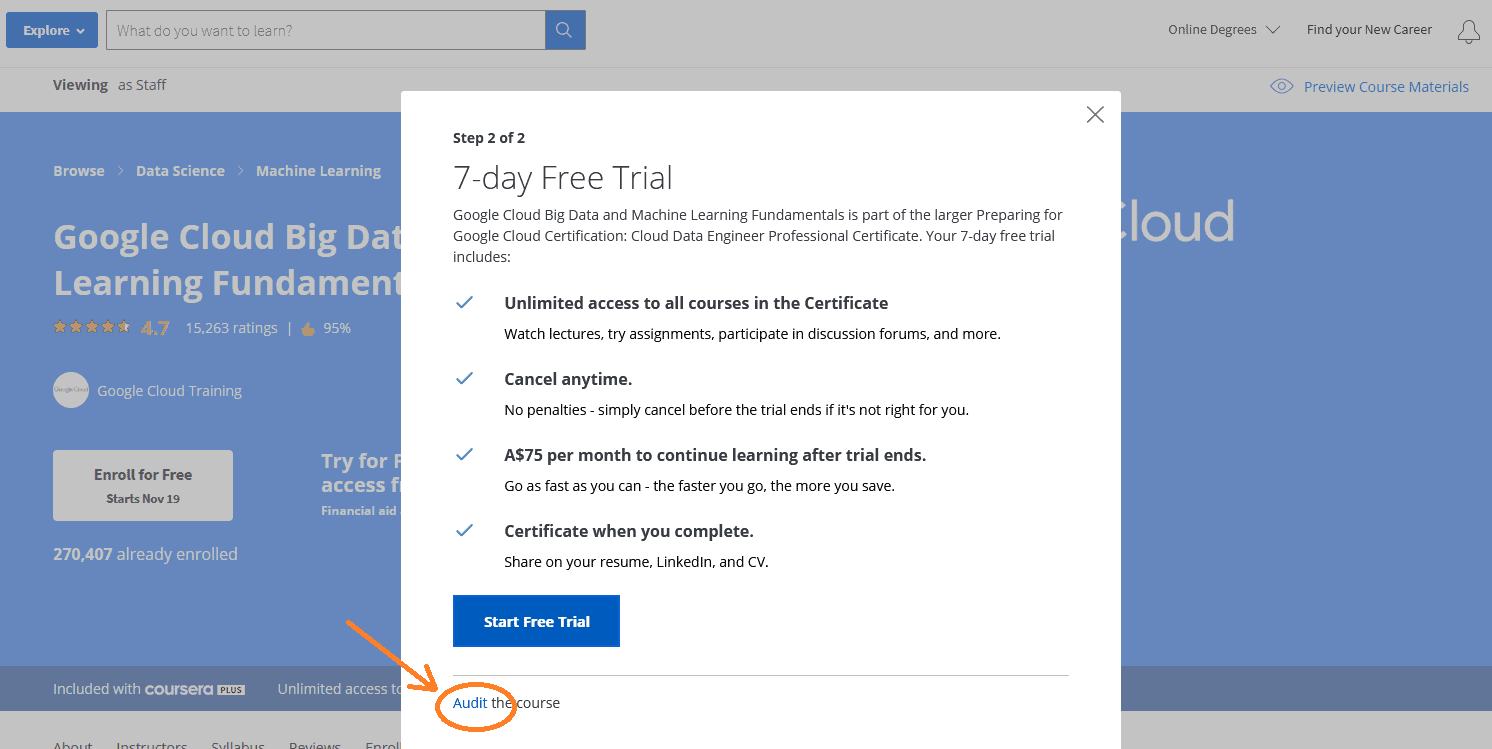 Explore
What do you want to learn?
Online Degrees
Find your New Career
Viewing as Staff
Preview Course Materials
Browse > Data Science > Machine Learning
Google Cloud Big Dat
Learning Fundament
4.7 15,263 ratings | 95%
Google Cloud
Google Cloud Training
Enroll for Free
Starts Nov 19
Try for F
access f
Financial aid
270,407 already enrolled
Included with coursera PLUS
Unlimited access to
About Instructors Syllabus Reviews Enroll
Cloud
Step 2 of 2
7-day Free Trial
Google Cloud Big Data and Machine Learning Fundamentals is part of the larger Preparing for
Google Cloud Certification: Cloud Data Engineer Professional Certificate. Your 7-day free trial
includes:
Unlimited access to all courses in the Certificate
Watch lectures, try assignments, participate in discussion forums, and more.
Cancel anytime.
No penalties - simply cancel before the trial ends if it's not right for you.
A$75 per month to continue learning after trial ends.
Go as fast as you can - the faster you go, the more you save.
Certificate when you complete.
Share on your resume, LinkedIn, and CV.
Start Free Trial
Audit the course